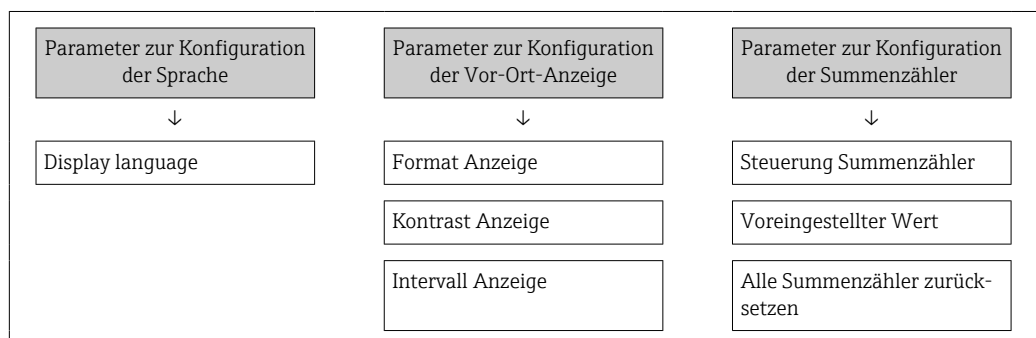 Parameter zur Konfiguration
der Sprache
Parameter zur Konfiguration
der Vor-Ort-Anzeige
Parameter zur Konfiguration
der Summenzähler
↓
↓
↓
Display language
Format Anzeige
Steuerung Summenzähler
Kontrast Anzeige
Voreingestellter Wert
Intervall Anzeige
Alle Summenzähler zurück-
setzen